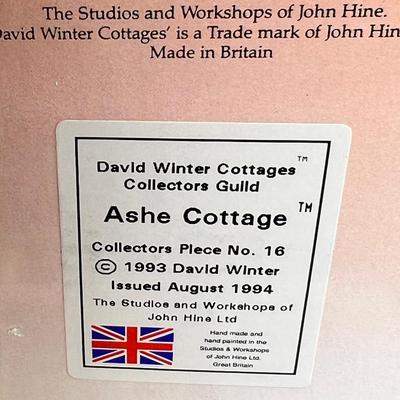 The Studios and Workshops of John Hine.
David Winter Cottages' is a Trade mark of John Hin
Made in Britain
David Winter Cottages™
Collectors Guild
Ashe Cottage™
Collectors Piece No. 16
© 1993 David Winter
Issued August 1994
The Studios and Workshops of
John Hine Ltd
Hand made and
hand painted in the
Studios & Workshops
of John Hine Ltd.
Great Britain